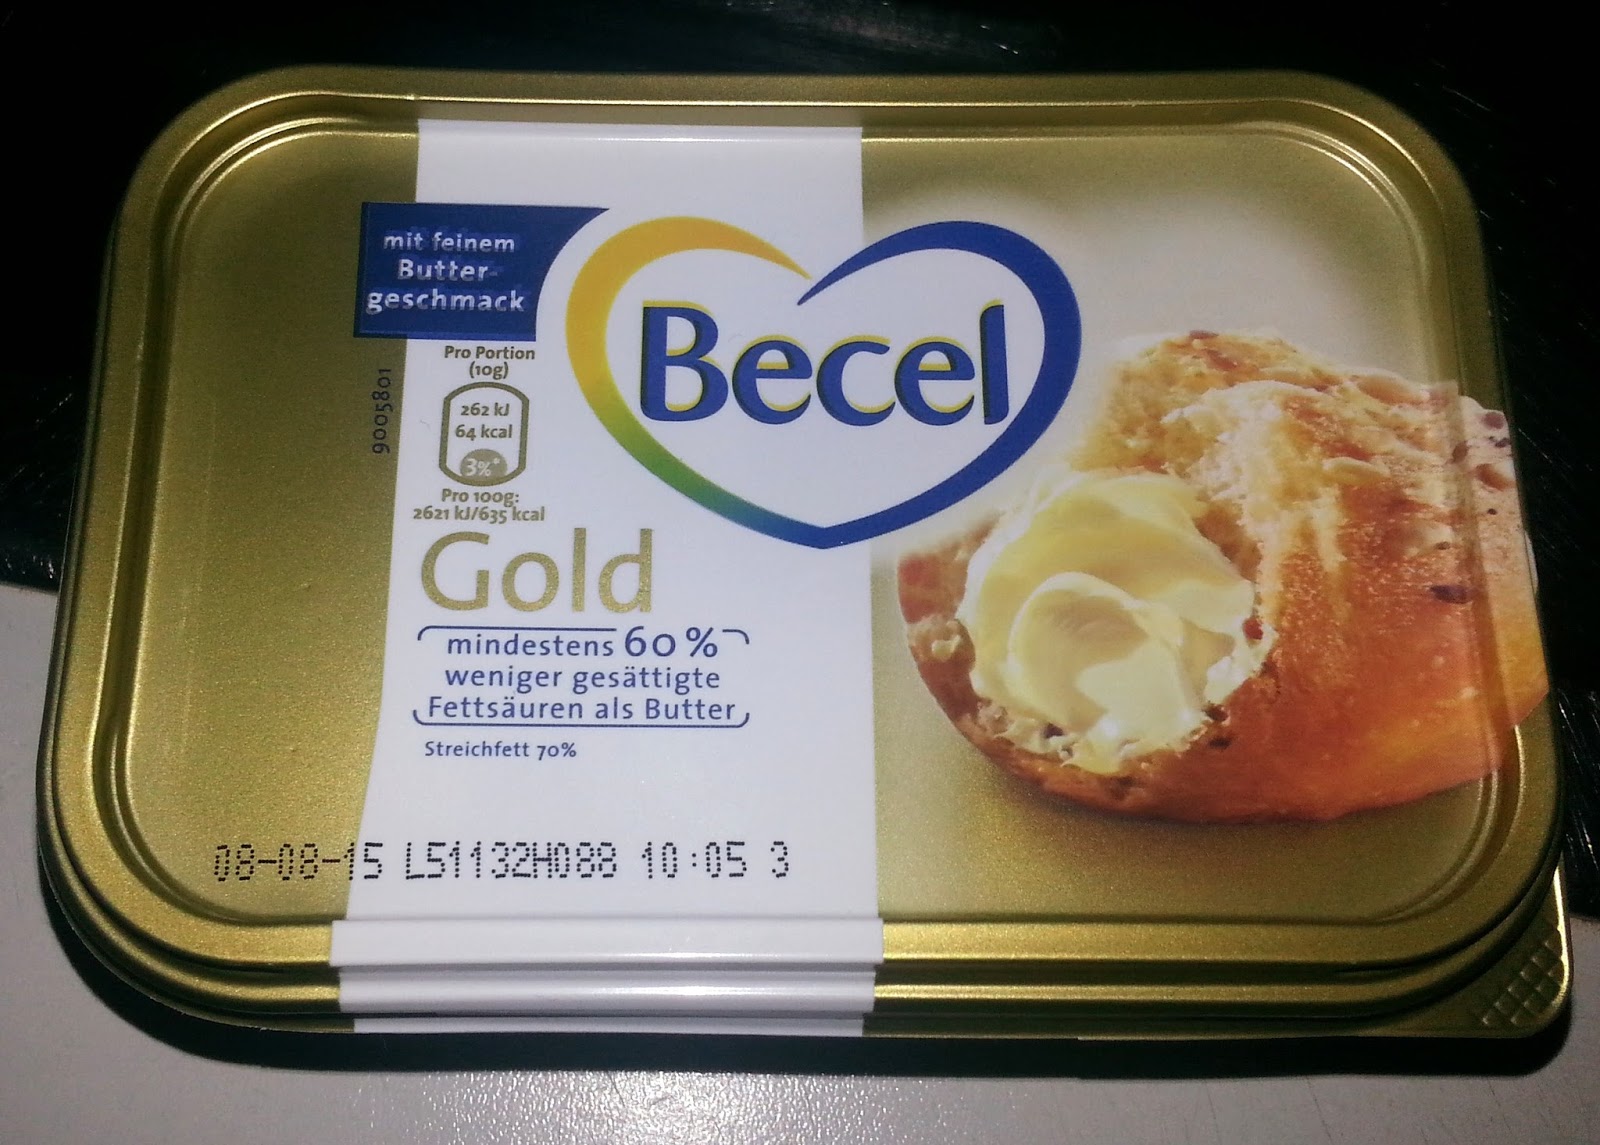 mit feinem
Butter-
geschmack
Becel
Pro Portion
(10g)
262 kJ
64 kcal
3%*
Pro 100g:
2621 kJ/635 kcal
9005801
Gold
mindestens 60%
weniger gesättigte
Fettsäuren als Butter
Streichfett 70%
08-08-15 L51132H088 10:05 3